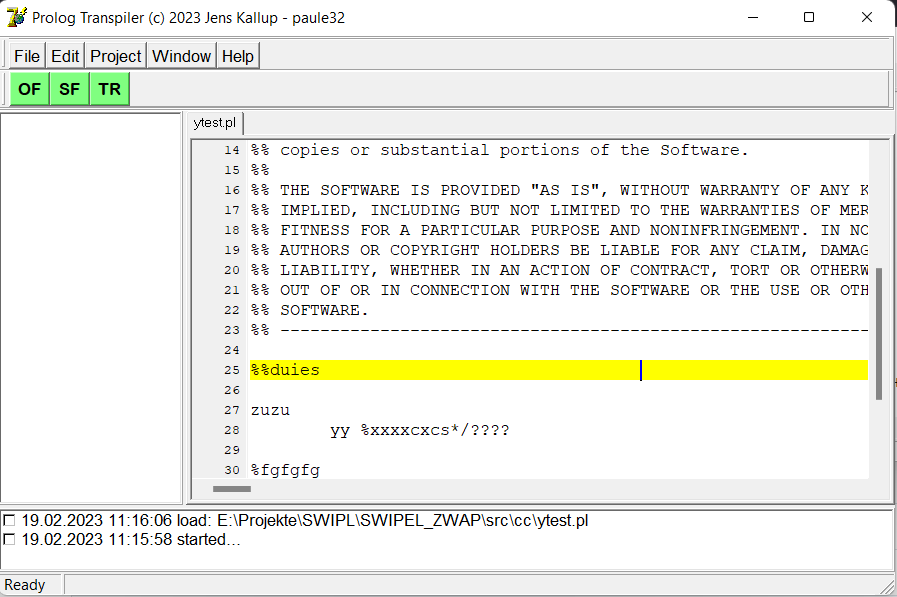 Prolog Transpiler (c) 2023 Jens Kallup - paule32
File Edit Project Window Help
OF SF TR
ytest.pl
14 %% copies or substantial portions of the Software.
15 %%
16 %% THE SOFTWARE IS PROVIDED "AS IS", WITHOUT WARRANTY OF ANY K
17 %% IMPLIED, INCLUDING BUT NOT LIMITED TO THE WARRANTIES OF MER
18 %% FITNESS FOR A PARTICULAR PURPOSE AND NONINFRINGEMENT. IN NO
19 %% AUTHORS OR COPYRIGHT HOLDERS BE LIABLE FOR ANY CLAIM, DAMAG
20 %% LIABILITY, WHETHER IN AN ACTION OF CONTRACT, TORT OR OTHERW
21 %% OUT OF OR IN CONNECTION WITH THE SOFTWARE OR THE USE OR OTH
22 %% SOFTWARE.
23 %% -----------------------------------------------------------
24
25 %%duies
26
27 zuzu
28         yy %xxxxcxcs*/????
29
30 %fgfgfg
19.02.2023 11:16:06 load: E:\Projekte\SWIPL\SWIPEL_ZWAP\src\cc\ytest.pl
19.02.2023 11:15:58 started...
Ready